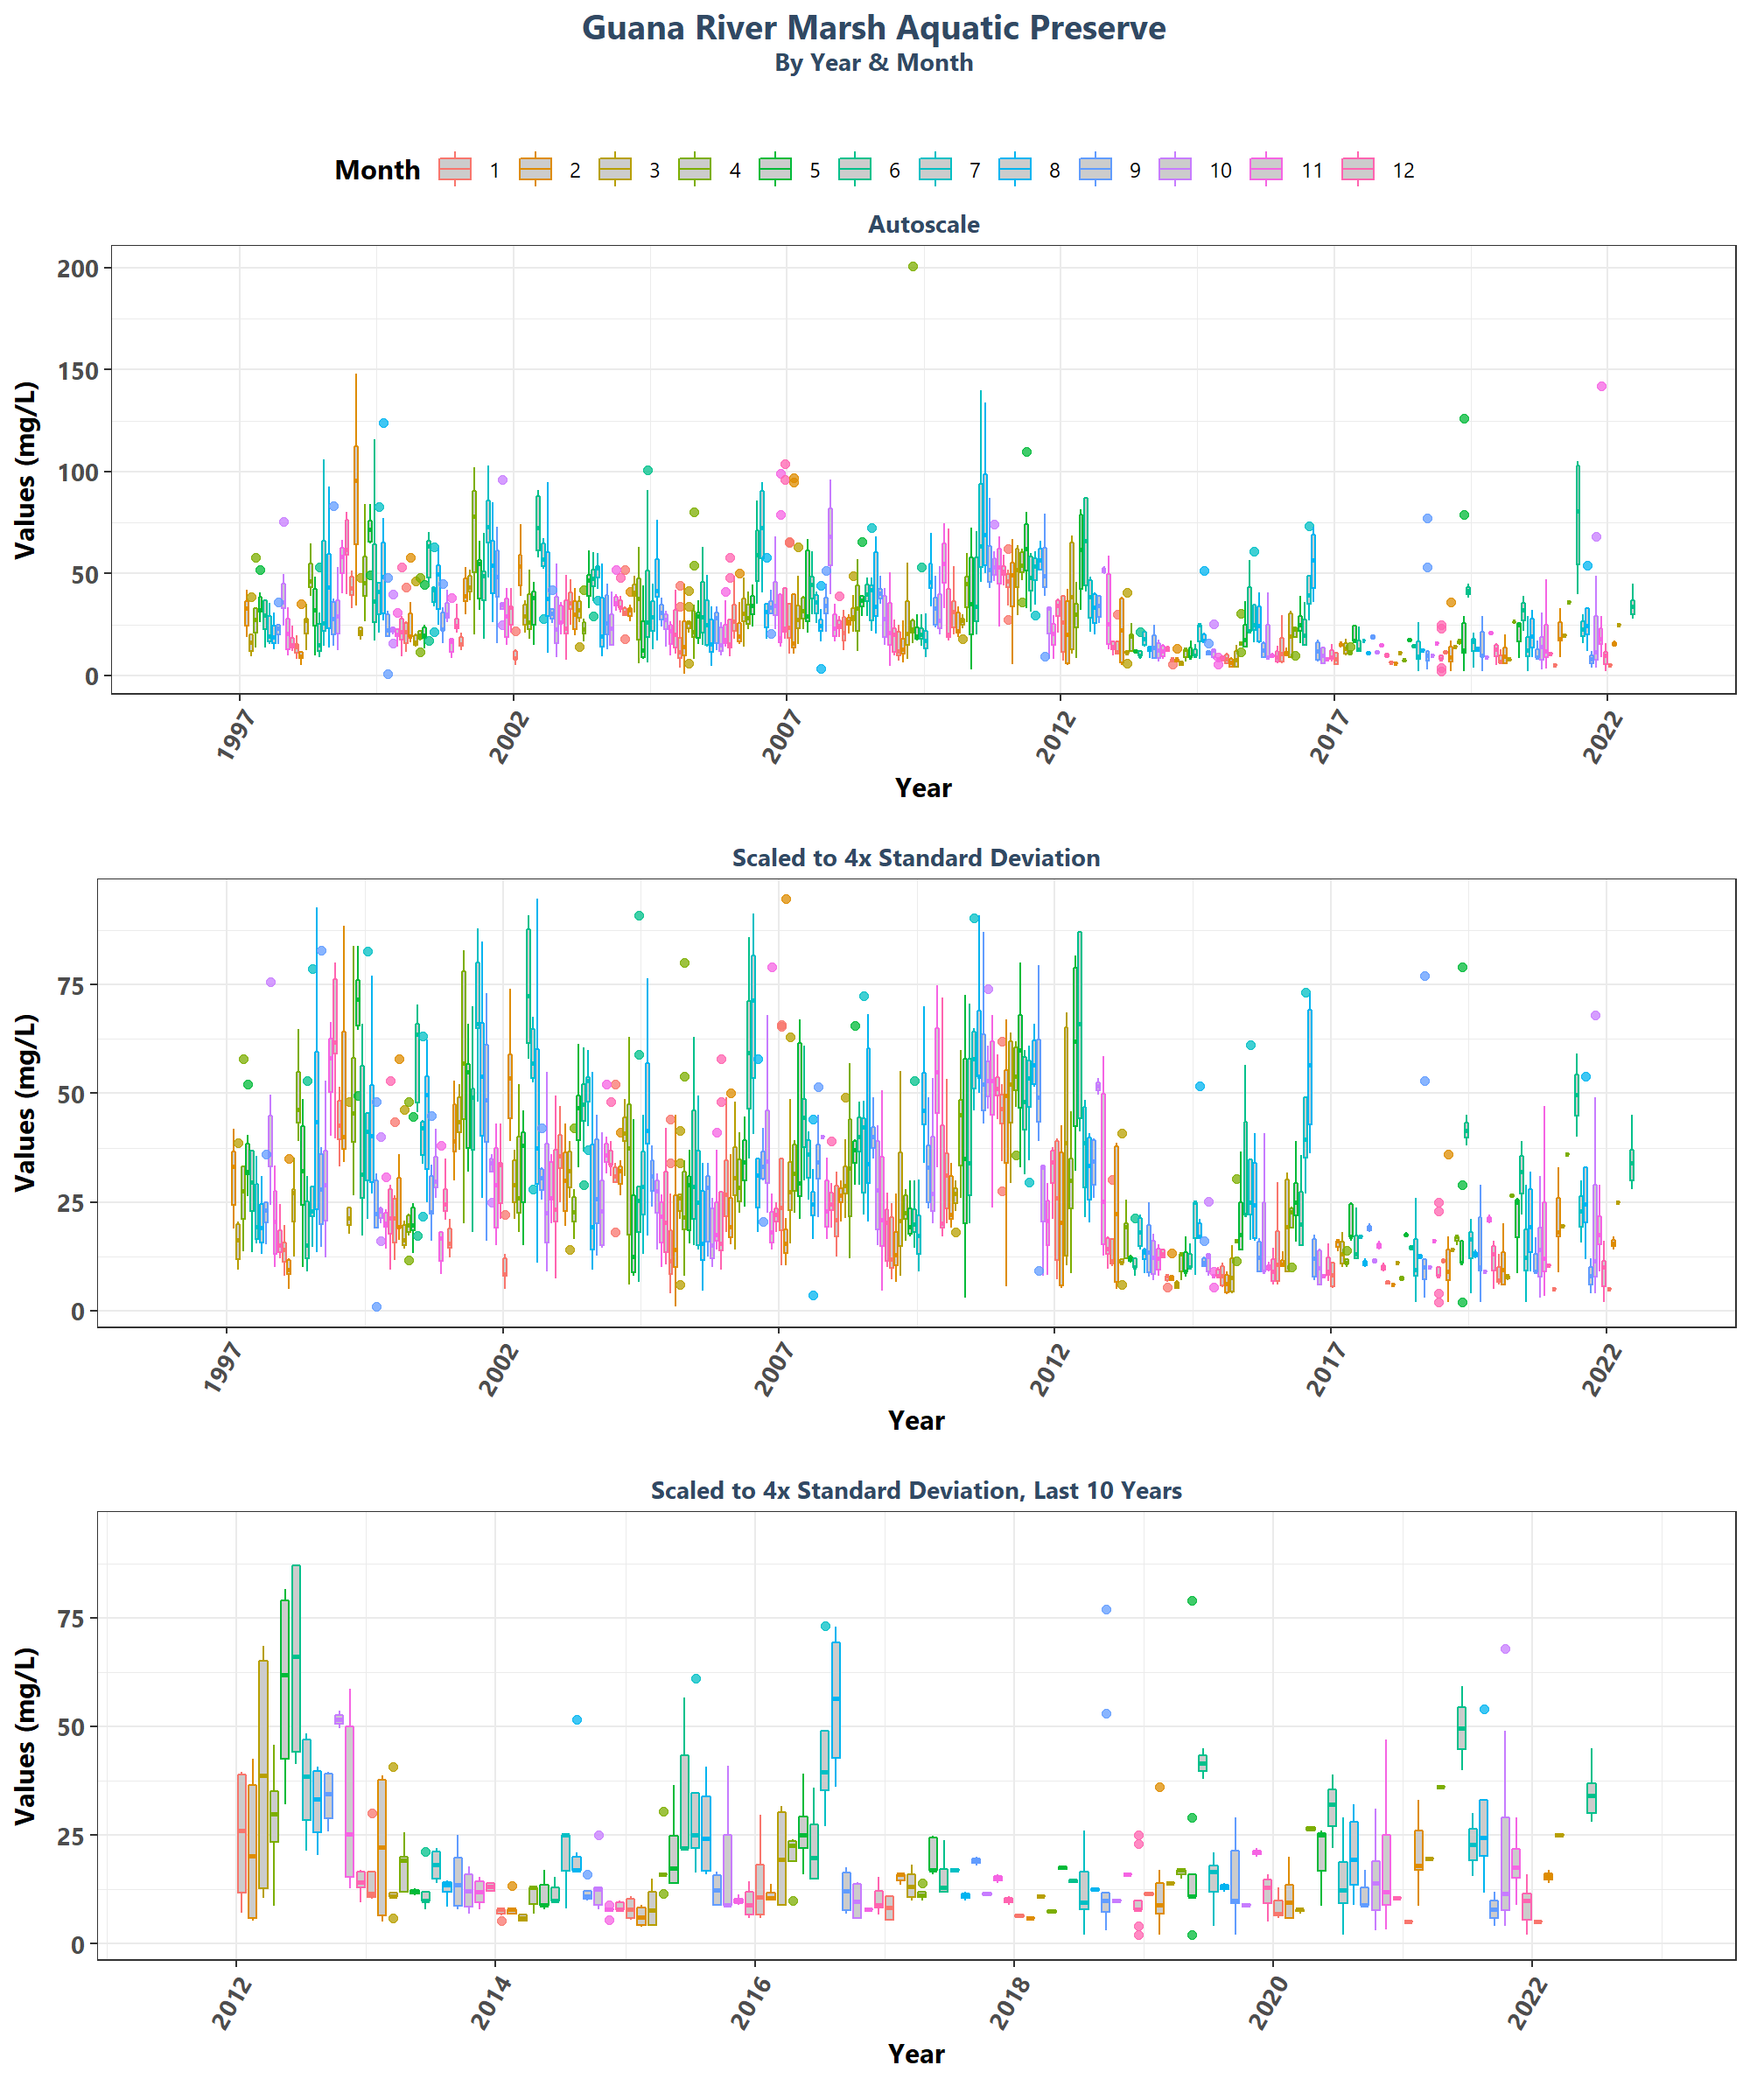 Guana River Marsh Aquatic Preserve
By Year & Month
Month 1 2 3 4 5 6 7 8 9 10 11 12
Autoscale
Values (mg/L)
200
150
100
50
0
1997 2002 2007 2012 2017 2022
Year
Scaled to 4x Standard Deviation
Values (mg/L)
75
50
25
0
1997 2002 2007 2012 2017 2022
Year
Scaled to 4x Standard Deviation, Last 10 Years
Values (mg/L)
75
50
25
0
2012 2014 2016 2018 2020 2022
Year